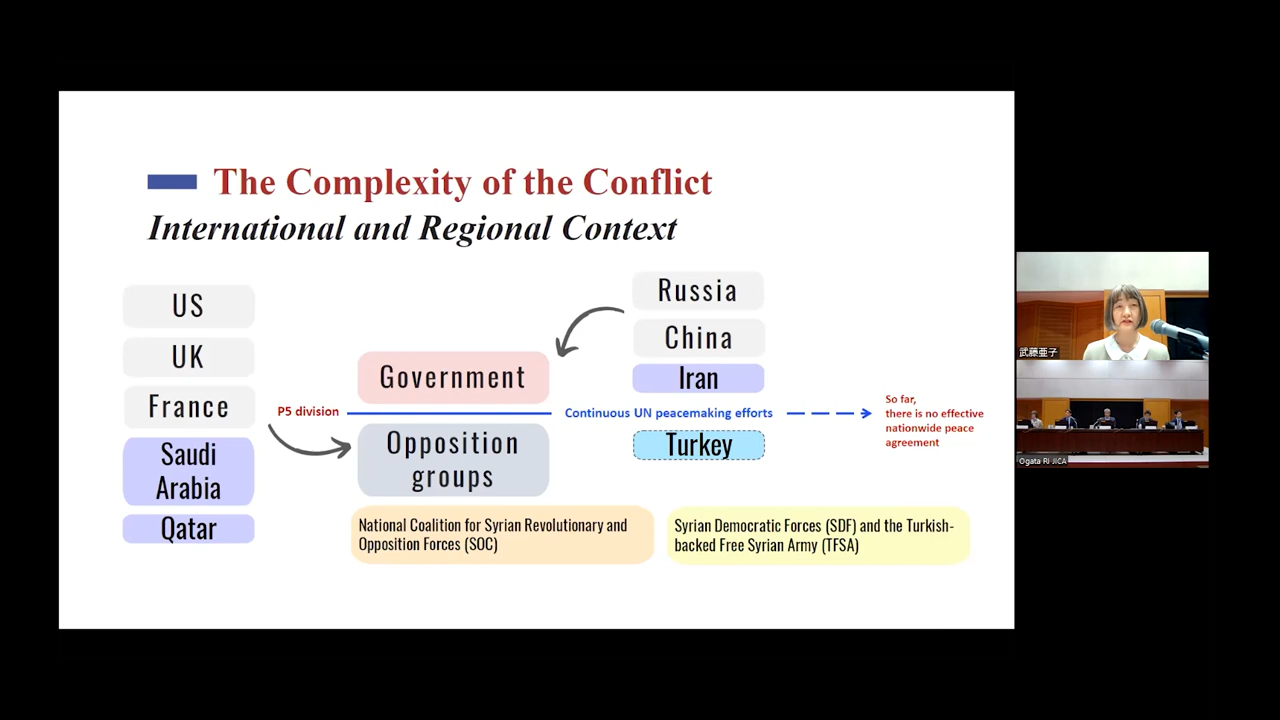 The Complexity of the Conflict
International and Regional Context
US
UK
France
Saudi
Arabia
Qatar
P5 division
Government
Opposition
groups
Russia
China
Iran
Continuous UN peacemaking efforts
Turkey
So far,
there is no effective
nationwide peace
agreement
National Coalition for Syrian Revolutionary and
Opposition Forces (SOC)
Syrian Democratic Forces (SDF) and the Turkish-
backed Free Syrian Army (TFSA)
武藤亜子
Ogata RI JICA